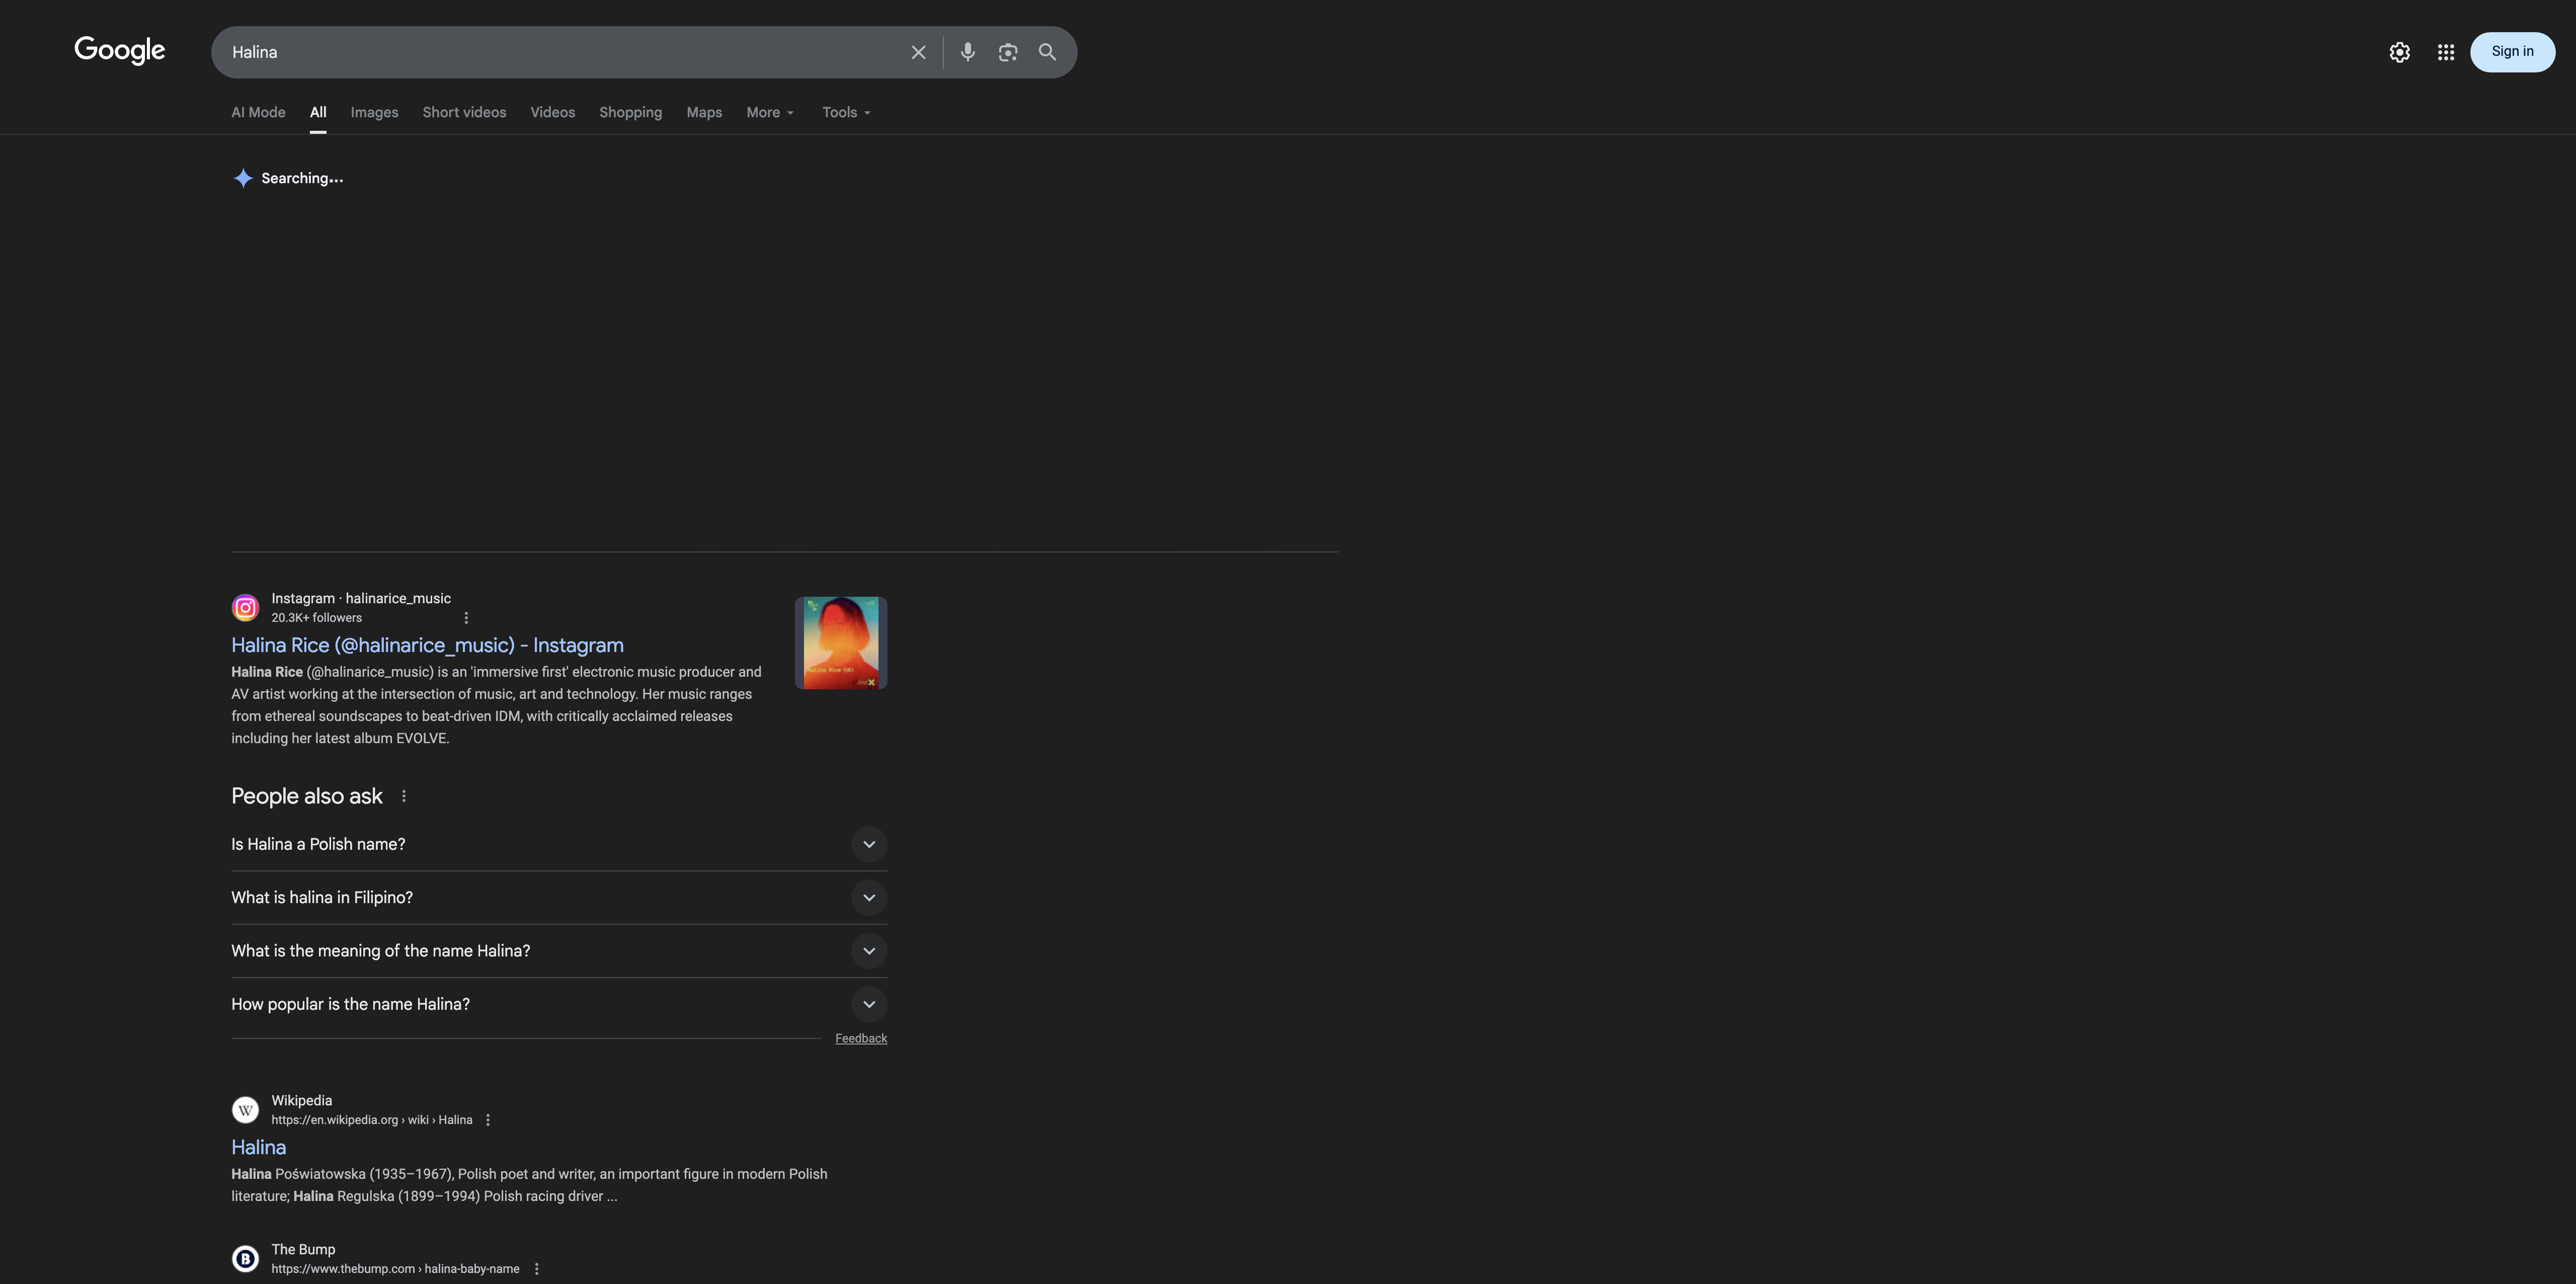 Google
Halina
Sign in
AI Mode
All
Images
Short videos
Videos
Shopping
Maps
More
Tools
Searching...
Instagram · halinarice_music
20.3K+ followers
Halina Rice (@halinarice_music) - Instagram
Halina Rice (@halinarice_music) is an 'immersive first' electronic music producer and
AV artist working at the intersection of music, art and technology. Her music ranges
from ethereal soundscapes to beat-driven IDM, with critically acclaimed releases
including her latest album EVOLVE.
Halina Rice (UK)
People also ask
Is Halina a Polish name?
What is halina in Filipino?
What is the meaning of the name Halina?
How popular is the name Halina?
Feedback
W
Wikipedia
https://en.wikipedia.org › wiki › Halina
Halina
Halina Poświatowska (1935–1967), Polish poet and writer, an important figure in modern Polish
literature; Halina Regulska (1899–1994) Polish racing driver ...
B
The Bump
https://www.thebump.com › halina-baby-name